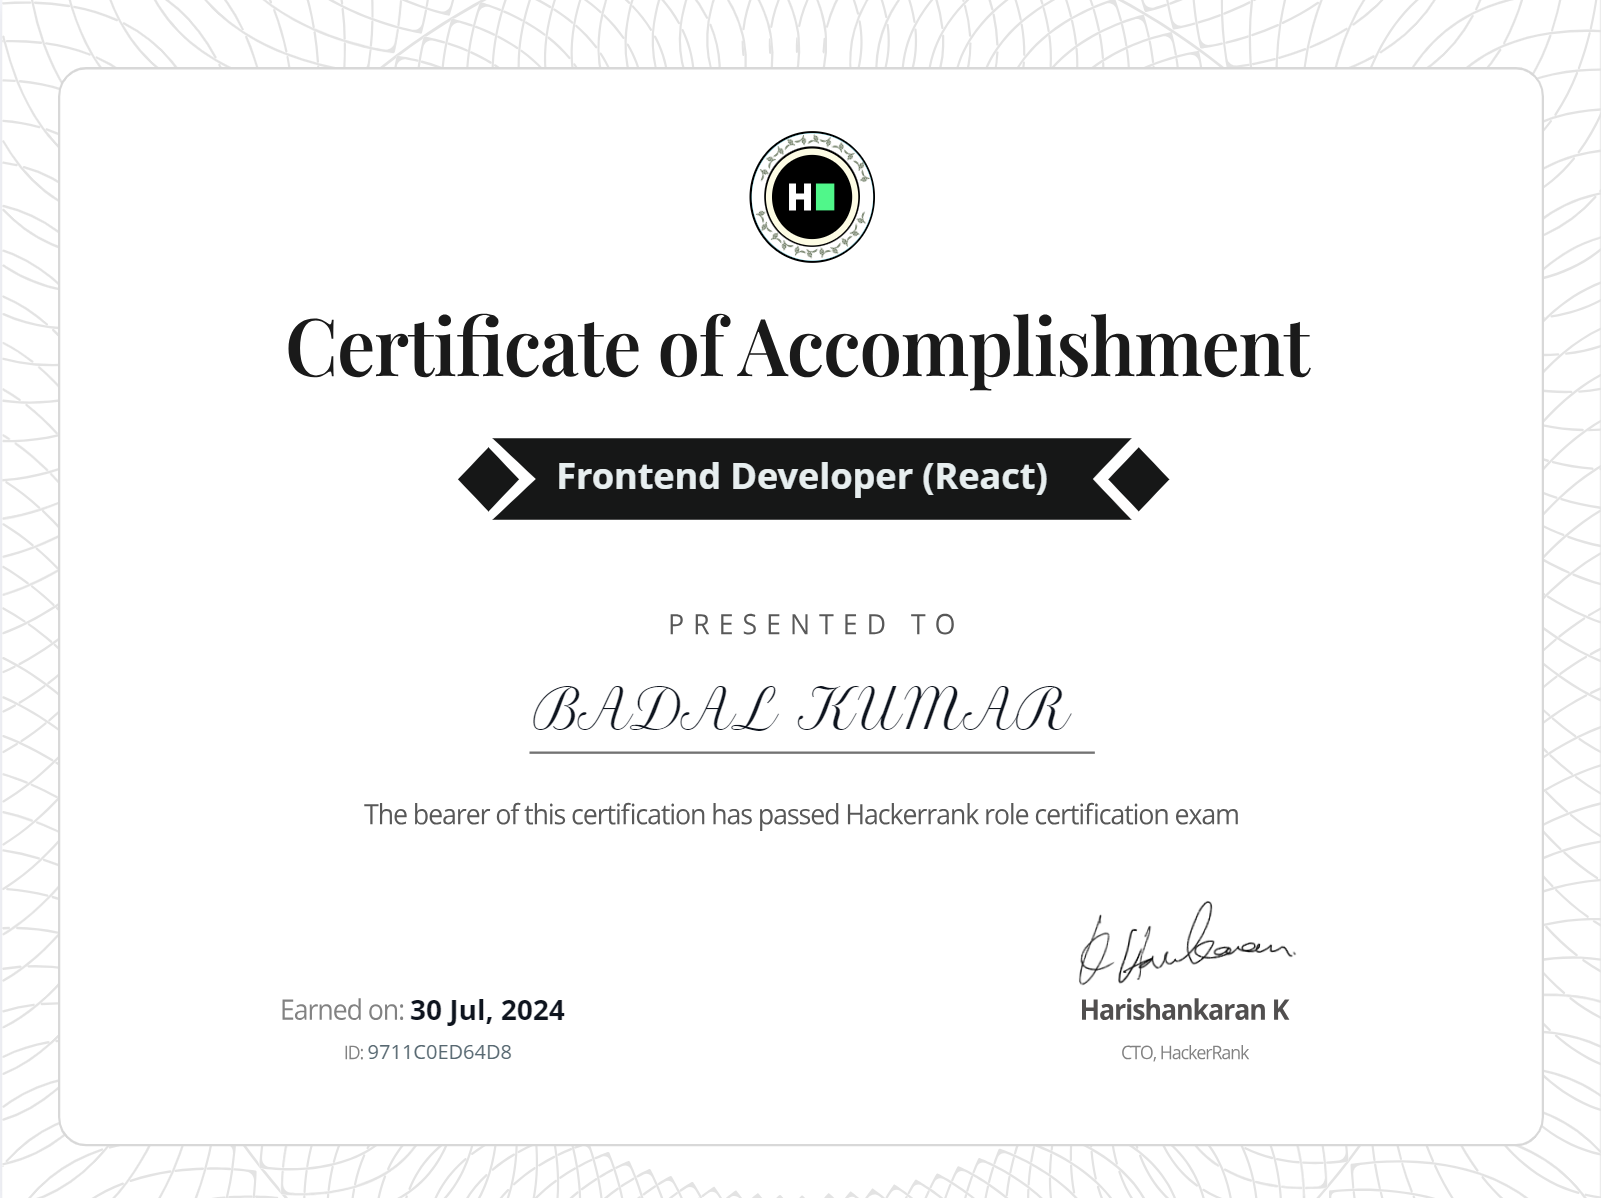 H
Certificate of Accomplishment
Frontend Developer (React)
PRESENTED TO
BADAL KUMAR
The bearer of this certification has passed Hackerrank role certification exam
Earned on: 30 Jul, 2024
ID: 9711C0ED64D8
Harishankaran K
CTO, HackerRank